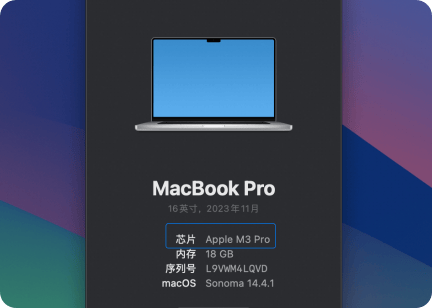 MacBook Pro
16英寸，2023年11月
芯片 Apple M3 Pro
内存 18 GB
序列号 L9VWM4LQVD
macOS Sonoma 14.4.1